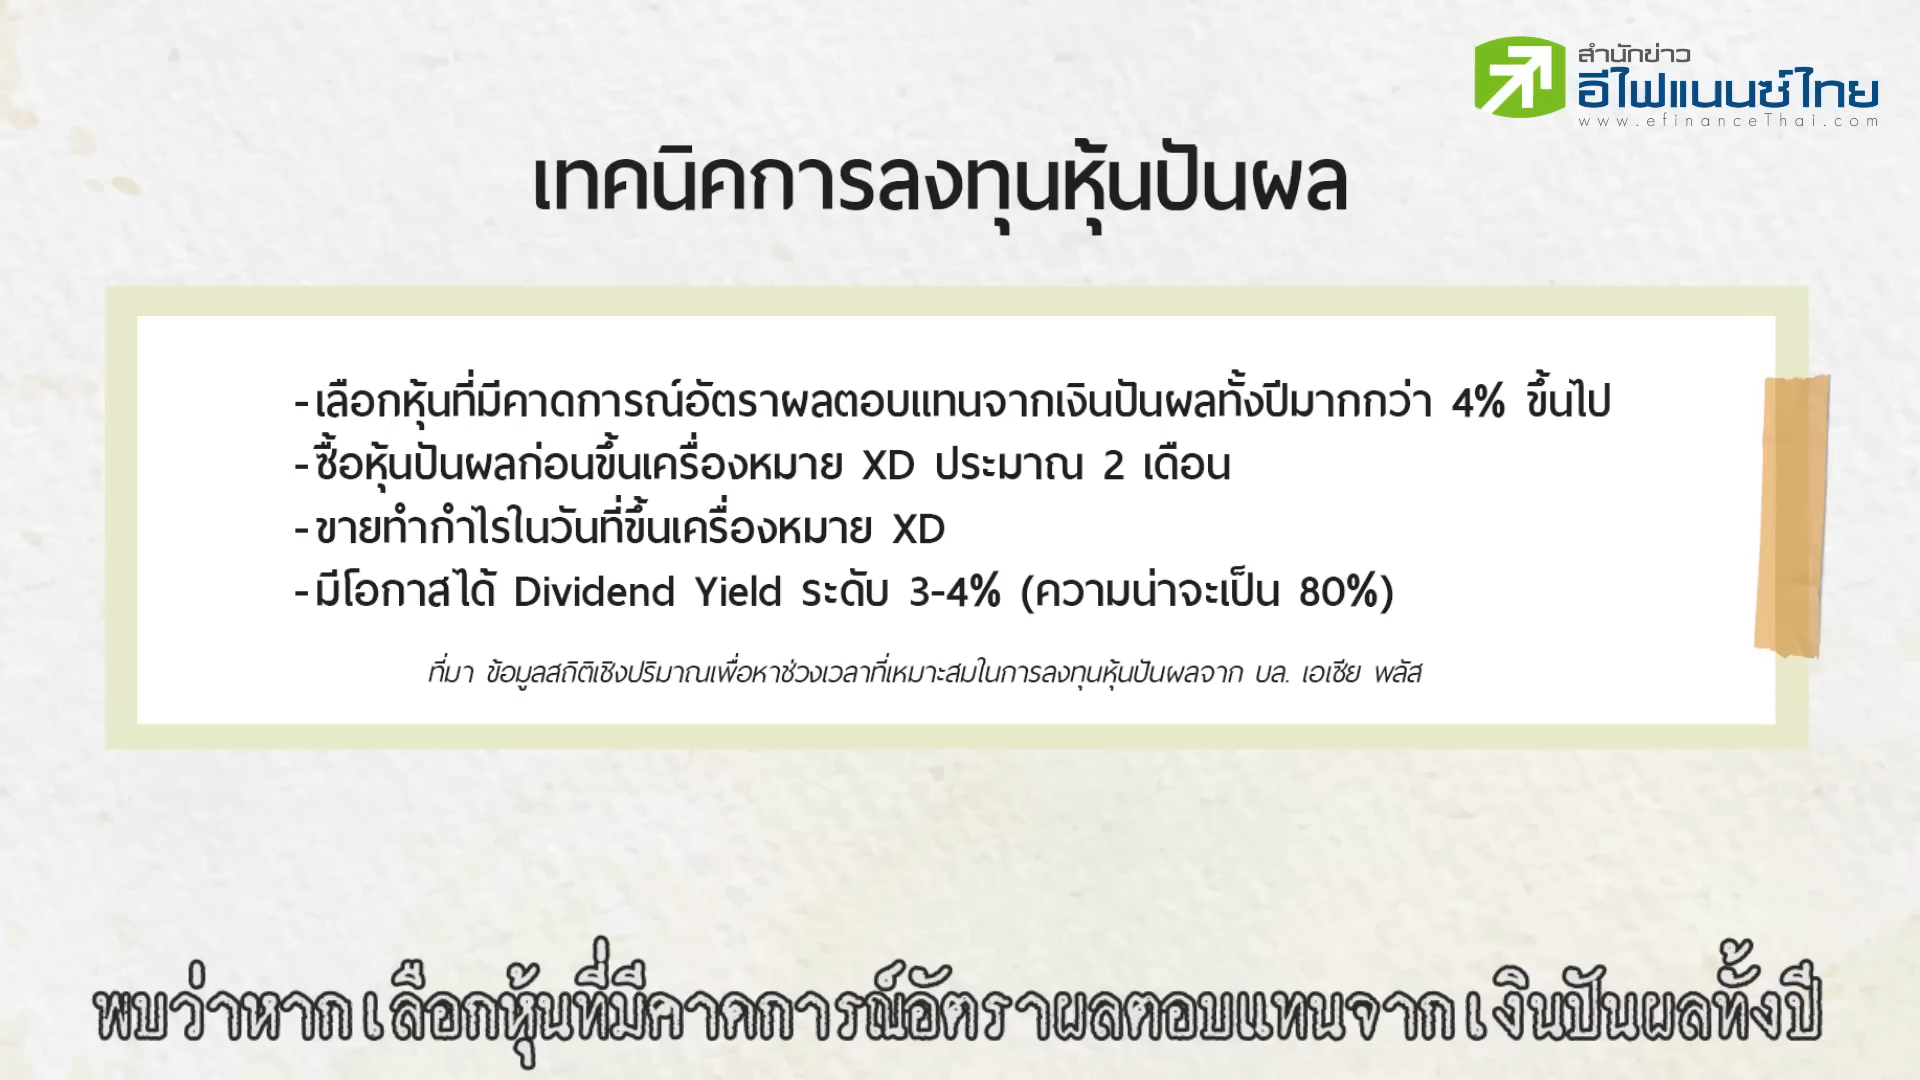 สำนักข่าว
อีไฟแนนซ์ไทย
www.efinanceThai.com
เทคนิคการลงทุนหุ้นปันผล
-เลือกหุ้นที่มีคาดการณ์อัตราผลตอบแทนจากเงินปันผลทั้งปีมากกว่า 4% ขึ้นไป
-ซื้อหุ้นปันผลก่อนขึ้นเครื่องหมาย XD ประมาณ 2 เดือน
-ขายทำกำไรในวันที่ขึ้นเครื่องหมาย XD
-มีโอกาสได้ Dividend Yield ระดับ 3-4% (ความน่าจะเป็น 80%)
ที่มา ข้อมูลสถิติเชิงปริมาณเพื่อหาช่วงเวลาที่เหมาะสมในการลงทุนหุ้นปันผลจาก บล. เอเซีย พลัส
พบว่าหากเลือกหุ้นที่มีคาดการณ์อัตราผลตอบแทนจากเงินปันผลทั้งปี